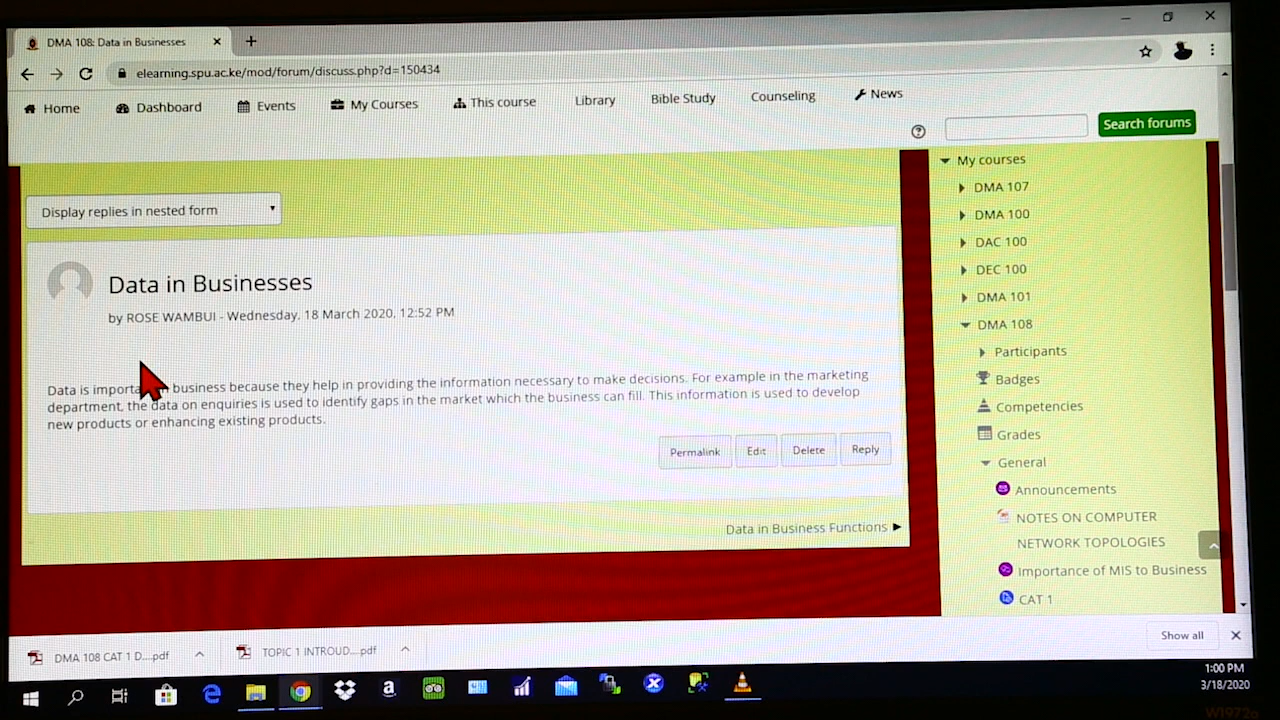 DMA 108: Data in Businesses
elearning.spu.ac.ke/mod/forum/discuss.php?d=150434
Home Dashboard Events My Courses This course Library Bible Study Counseling News
Search forums
Display replies in nested form
Data in Businesses
by ROSE WAMBUI - Wednesday, 18 March 2020, 12:52 PM
Data is importa business because they help in providing the information necessary to make decisions. For example in the marketing
department, the data on enquiries is used to identify gaps in the market which the business can fill. This information is used to develop
new products or enhancing existing products.
Permalink Edit Delete Reply
Data in Business Functions
My courses
DMA 107
DMA 100
DAC 100
DEC 100
DMA 101
DMA 108
Participants
Badges
Competencies
Grades
General
Announcements
NOTES ON COMPUTER
NETWORK TOPOLOGIES
Importance of MIS to Business
CAT 1
DMA 108 CAT 1 D....pdf
TOPIC 1 INTROUD....pdf
Show all
1:00 PM
3/18/2020